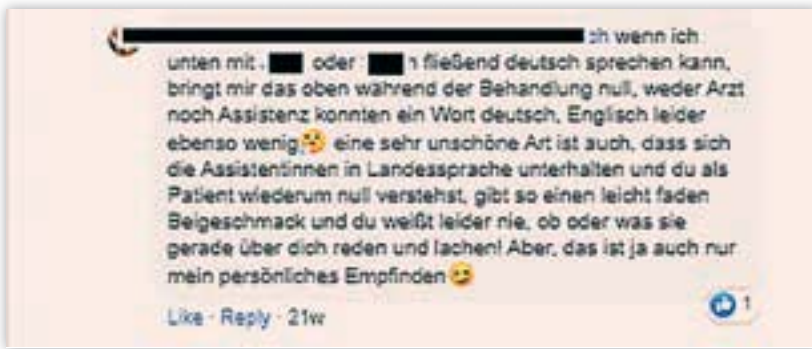 wenn ich
unten mit oder fließend deutsch sprechen kann,
bringt mir das oben während der Behandlung null, weder Arzt
noch Assistenz konnten ein Wort deutsch, Englisch leider
ebenso wenig🤔 eine sehr unschöne Art ist auch, dass sich
die Assistentinnen in Landessprache unterhalten und du als
Patient wiederum null verstehst, gibt so einen leicht faden
Beigeschmack und du weißt leider nie, ob oder was sie
gerade über dich reden und lachen! Aber, das ist ja auch nur
mein persönliches Empfinden😏
Like · Reply · 21w
1